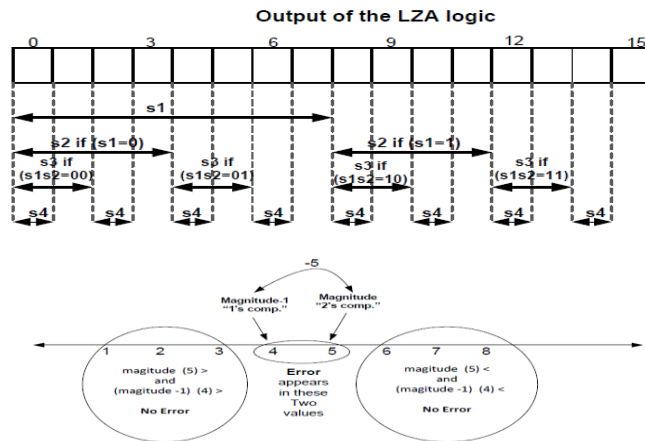 Output of the LZA logic
0 3 6 9 12 15
s1
s2 if (s1=0) s2 if (s1=1)
s3 if (s1s2=00) s3 if (s1s2=01) s3 if (s1s2=10) s3 if (s1s2=11)
s4 s4 s4 s4 s4 s4 s4 s4
-5
Magnitude-1 "1's comp."
Magnitude "2's comp."
1 2 3 4 5 6 7 8
magnitude (5) >
and
(magitude -1) (4) >
No Error
Error
appears
in these
Two
values
magnitude (5) <
and
(magnitude -1) (4) <
No Error